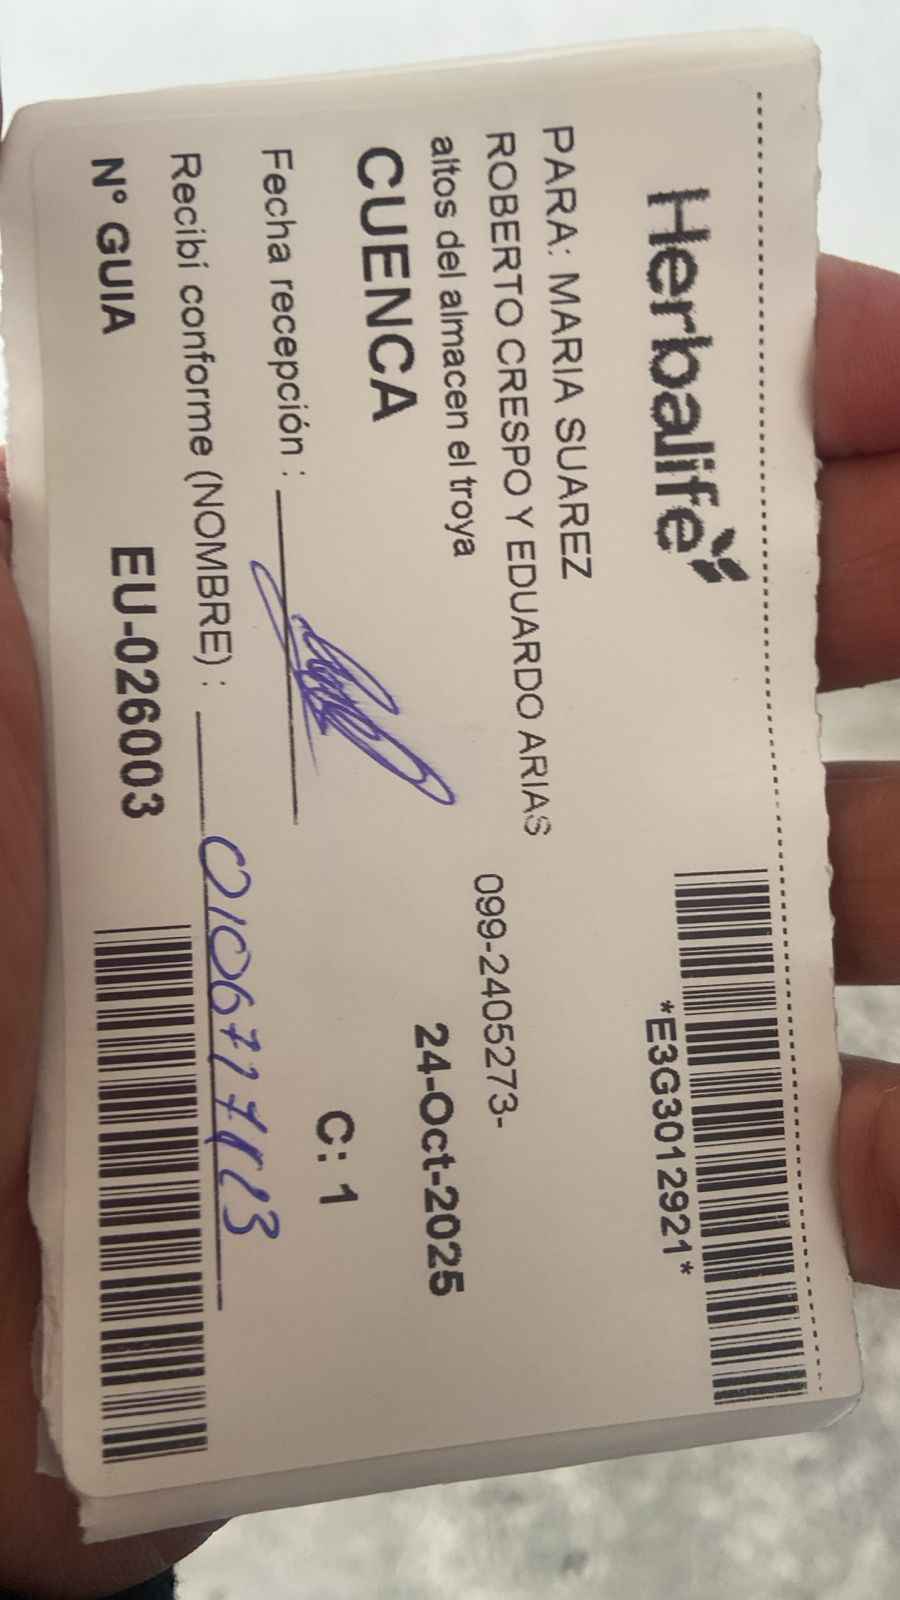 Herbalife
*E3G3012921*
PARA: MARIA SUAREZ
ROBERTO CRESPO Y EDUARDO ARIAS
099-2405273-
altos del almacen el troya
CUENCA
24-Oct-2025
Fecha recepción :
C: 1
Recibí conforme (NOMBRE) :
N° GUIA EU-026003